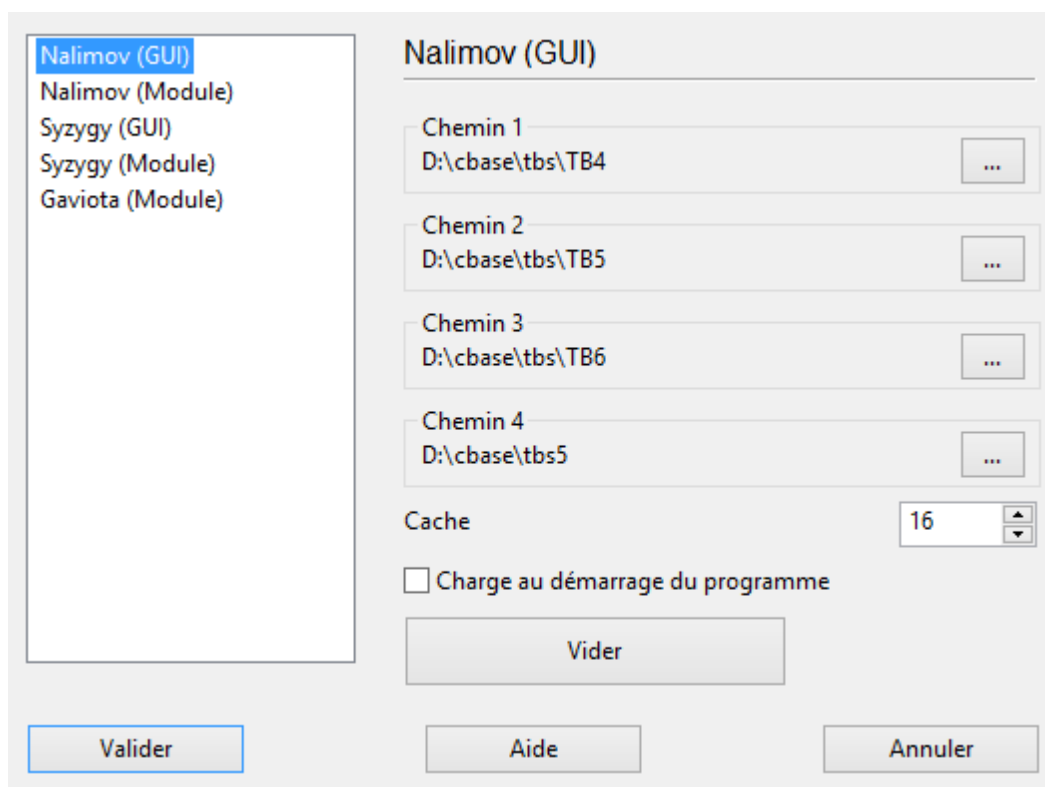 Nalimov (GUI)
Nalimov (Module)
Syzygy (GUI)
Syzygy (Module)
Gaviota (Module)
Nalimov (GUI)
Chemin 1
D:\cbase\tbs\TB4
...
Chemin 2
D:\cbase\tbs\TB5
...
Chemin 3
D:\cbase\tbs\TB6
...
Chemin 4
D:\cbase\tbs5
...
Cache
16
Charge au démarrage du programme
Vider
Valider
Aide
Annuler